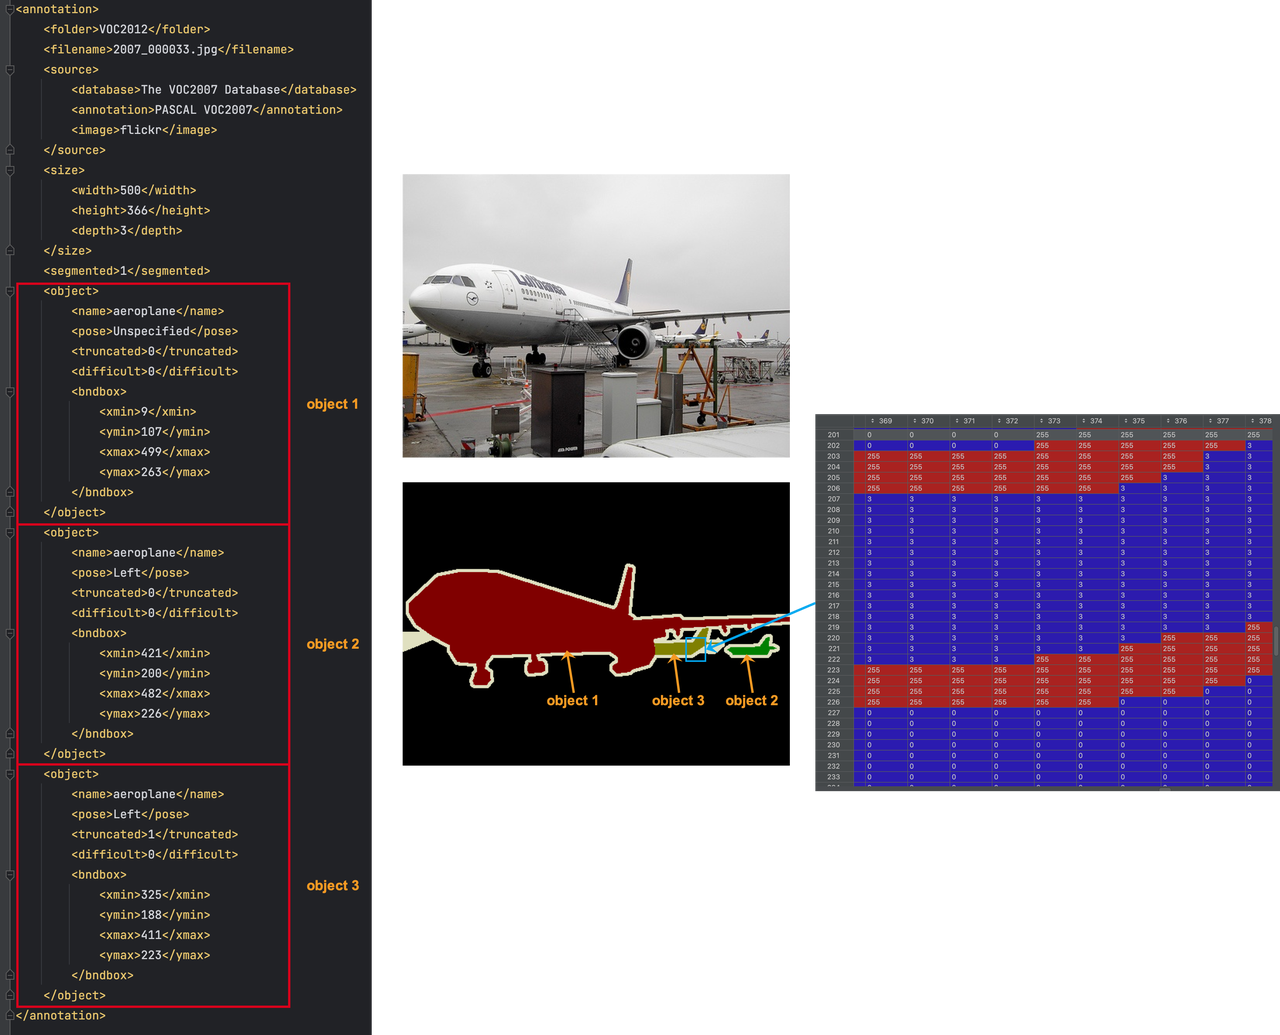 <annotation>
<folder>VOC2012</folder>
<filename>2007_000033.jpg</filename>
<source>
<database>The VOC2007 Database</database>
<annotation>PASCAL VOC2007</annotation>
<image>flickr</image>
</source>
<size>
<width>500</width>
<height>366</height>
<depth>3</depth>
</size>
<segmented>1</segmented>
<object>
<name>aeroplane</name>
<pose>Unspecified</pose>
<truncated>0</truncated>
<difficult>0</difficult>
<bndbox>
<xmin>9</xmin>
<ymin>107</ymin>
<xmax>499</xmax>
<ymax>263</ymax>
</bndbox>
</object>
<object>
<name>aeroplane</name>
<pose>Left</pose>
<truncated>0</truncated>
<difficult>0</difficult>
<bndbox>
<xmin>421</xmin>
<ymin>200</ymin>
<xmax>482</xmax>
<ymax>226</ymax>
</bndbox>
</object>
<object>
<name>aeroplane</name>
<pose>Left</pose>
<truncated>1</truncated>
<difficult>0</difficult>
<bndbox>
<xmin>325</xmin>
<ymin>188</ymin>
<xmax>411</xmax>
<ymax>223</ymax>
</bndbox>
</object>
</annotation>
object 1
object 2
object 3
Lufthansa
object 1
object 3
object 2
369 370 371 372 373 374 375 376 377 378
201 0 0 0 0 255 255 255 255 255 255
202 0 0 0 0 255 255 255 255 255 3
203 255 255 255 255 255 255 255 255 3 3
204 255 255 255 255 255 255 255 255 3 3
205 255 255 255 255 255 255 255 3 3 3
206 255 255 255 255 255 255 3 3 3 3
207 3 3 3 3 3 3 3 3 3 3
208 3 3 3 3 3 3 3 3 3 3
209 3 3 3 3 3 3 3 3 3 3
210 3 3 3 3 3 3 3 3 3 3
211 3 3 3 3 3 3 3 3 3 3
212 3 3 3 3 3 3 3 3 3 3
213 3 3 3 3 3 3 3 3 3 3
214 3 3 3 3 3 3 3 3 3 3
215 3 3 3 3 3 3 3 3 3 3
216 3 3 3 3 3 3 3 3 3 3
217 3 3 3 3 3 3 3 3 3 3
218 3 3 3 3 3 3 3 3 3 3
219 3 3 3 3 3 3 3 3 3 255
220 3 3 3 3 3 3 3 255 255 255
221 3 3 3 3 3 3 255 255 255 255
222 3 3 3 3 255 255 255 255 255 255
223 255 255 255 255 255 255 255 255 255 255
224 255 255 255 255 255 255 255 255 255 0
225 255 255 255 255 255 255 255 255 0 0
226 255 255 255 255 255 255 0 0 0 0
227 0 0 0 0 0 0 0 0 0 0
228 0 0 0 0 0 0 0 0 0 0
229 0 0 0 0 0 0 0 0 0 0
230 0 0 0 0 0 0 0 0 0 0
231 0 0 0 0 0 0 0 0 0 0
232 0 0 0 0 0 0 0 0 0 0
233 0 0 0 0 0 0 0 0 0 0